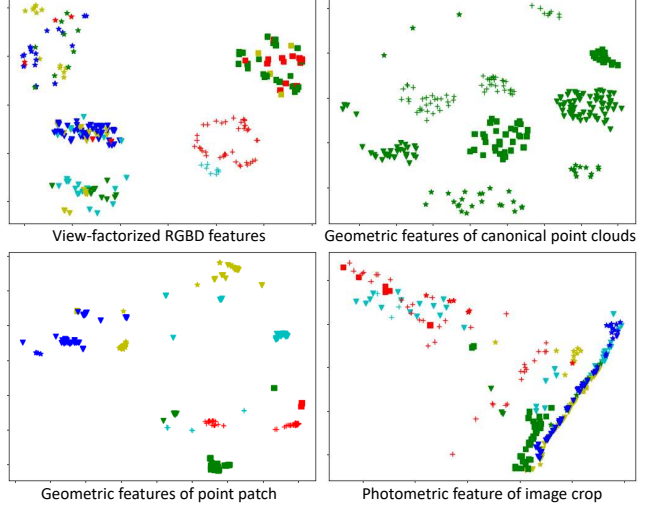 View-factorized RGBD features
Geometric features of canonical point clouds
Geometric features of point patch
Photometric feature of image crop